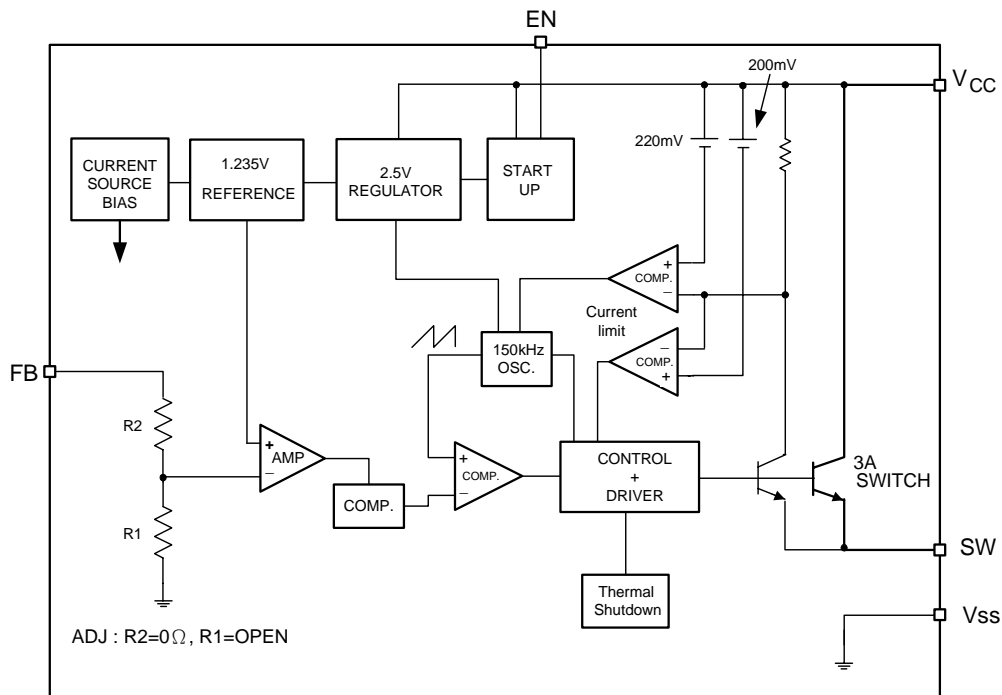 EN
200mV
VCC
220mV
CURRENT
SOURCE
BIAS
1.235V
REFERENCE
2.5V
REGULATOR
START
UP
+
COMP.
−
Current
limit
−
COMP.
+
150kHz
OSC.
FB
R2
+
AMP
−
R1
COMP.
+
COMP.
−
CONTROL
+
DRIVER
3A
SWITCH
SW
Thermal
Shutdown
Vss
ADJ : R2=0Ω, R1=OPEN